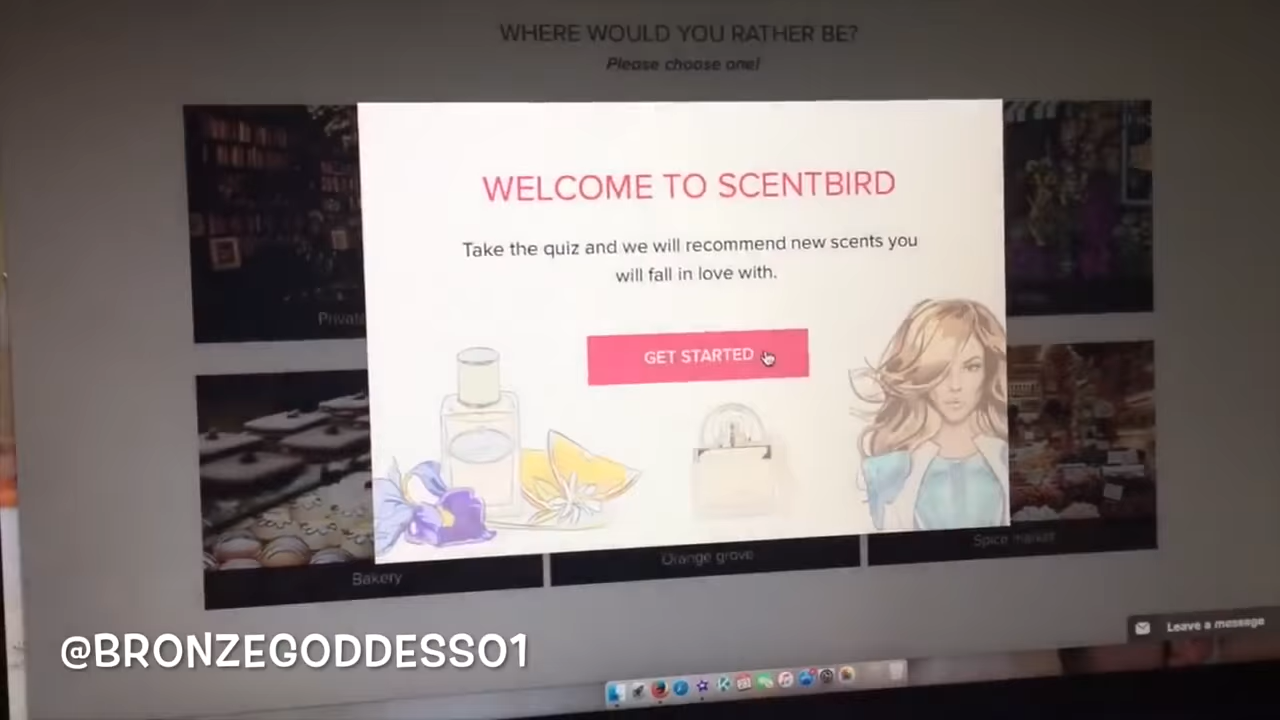 WHERE WOULD YOU RATHER BE?
Please choose one!
WELCOME TO SCENTBIRD
Take the quiz and we will recommend new scents you
will fall in love with.
GET STARTED
Bakery
Orange grove
Spice market
Leave a message
@BRONZEGODDESS01